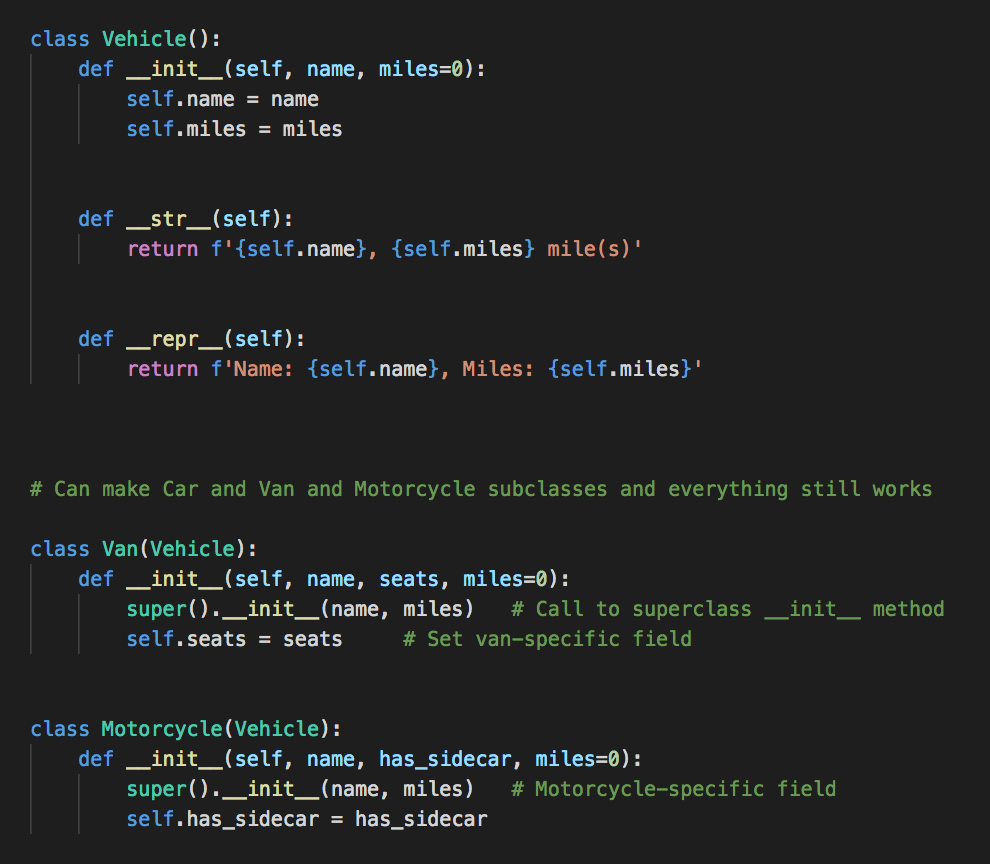 class Vehicle():
    def __init__(self, name, miles=0):
        self.name = name
        self.miles = miles
    def __str__(self):
        return f'{self.name}, {self.miles} mile(s)'
    def __repr__(self):
        return f'Name: {self.name}, Miles: {self.miles}'
# Can make Car and Van and Motorcycle subclasses and everything still works
class Van(Vehicle):
    def __init__(self, name, seats, miles=0):
        super().__init__(name, miles)   # Call to superclass __init__ method
        self.seats = seats     # Set van-specific field
class Motorcycle(Vehicle):
    def __init__(self, name, has_sidecar, miles=0):
        super().__init__(name, miles)   # Motorcycle-specific field
        self.has_sidecar = has_sidecar